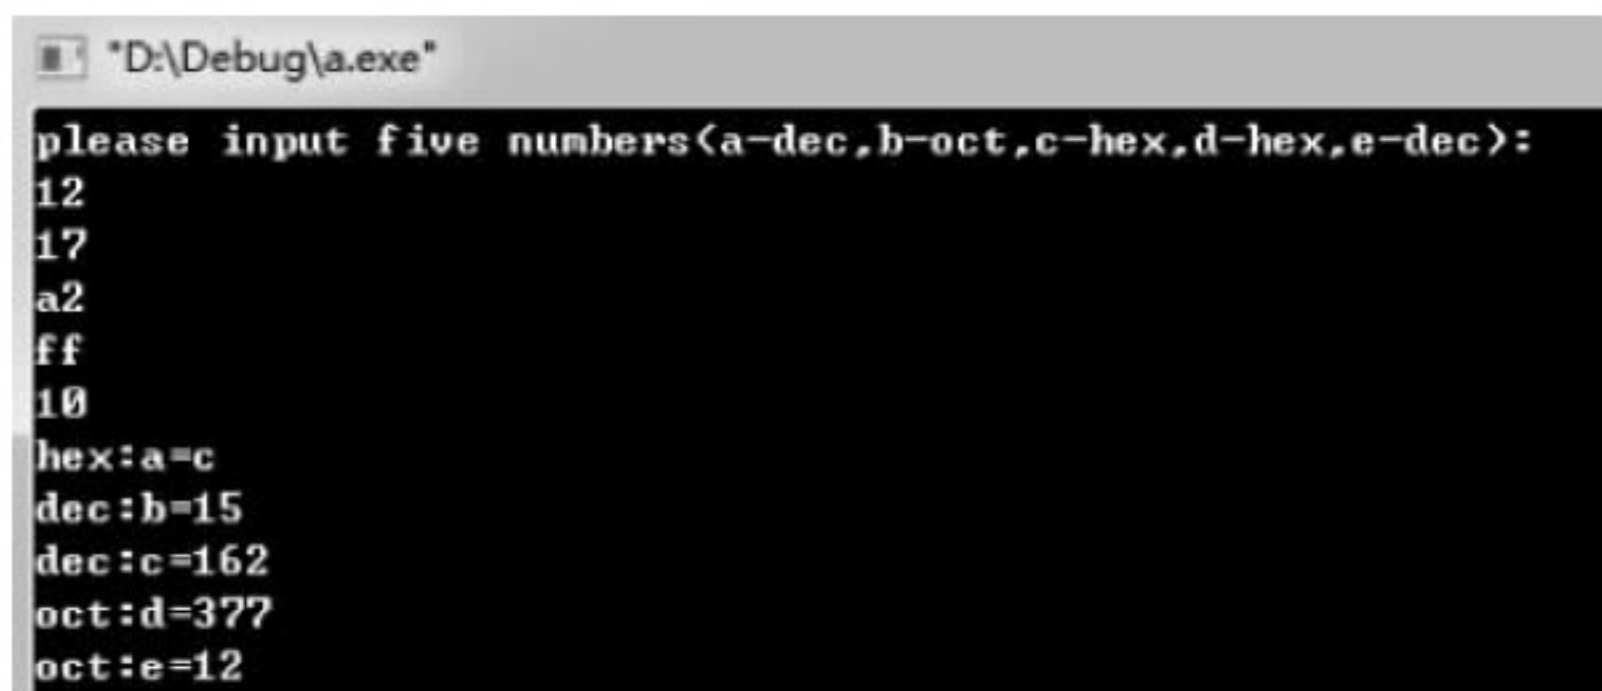 "D:\Debug\a.exe"
please input five numbers(a-dec,b-oct,c-hex,d-hex,e-dec):
12
17
a2
ff
10
hex:a=c
dec:b=15
dec:c=162
oct:d=377
oct:e=12